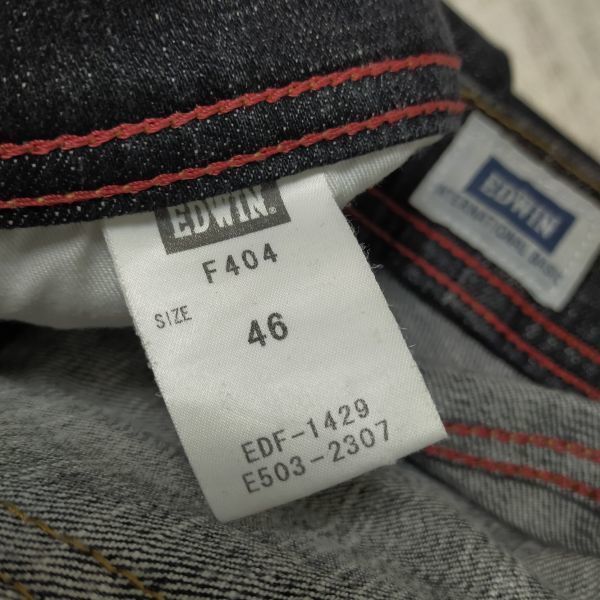 EDWIN®
F404
SIZE 46
EDF-1429
E503-2307
EDWIN
INTERNATIONAL BASIC